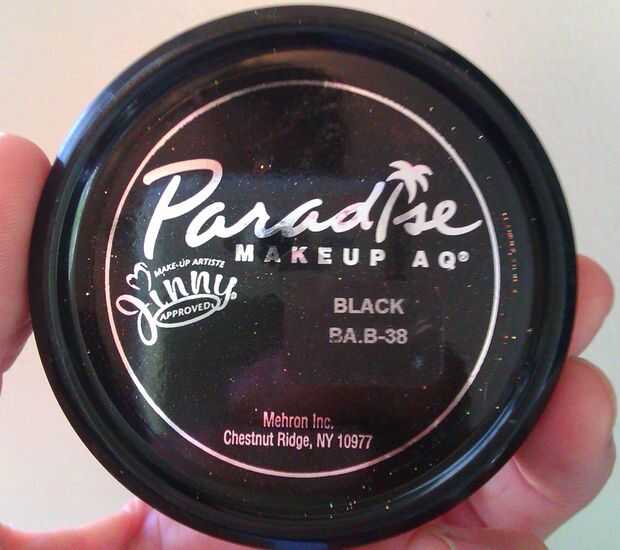 Paradise
MAKEUP AQ®
MAKE-UP ARTISTE
Jinny®
APPROVED
BLACK
BA.B-38
Mehron Inc.
Chestnut Ridge, NY 10977